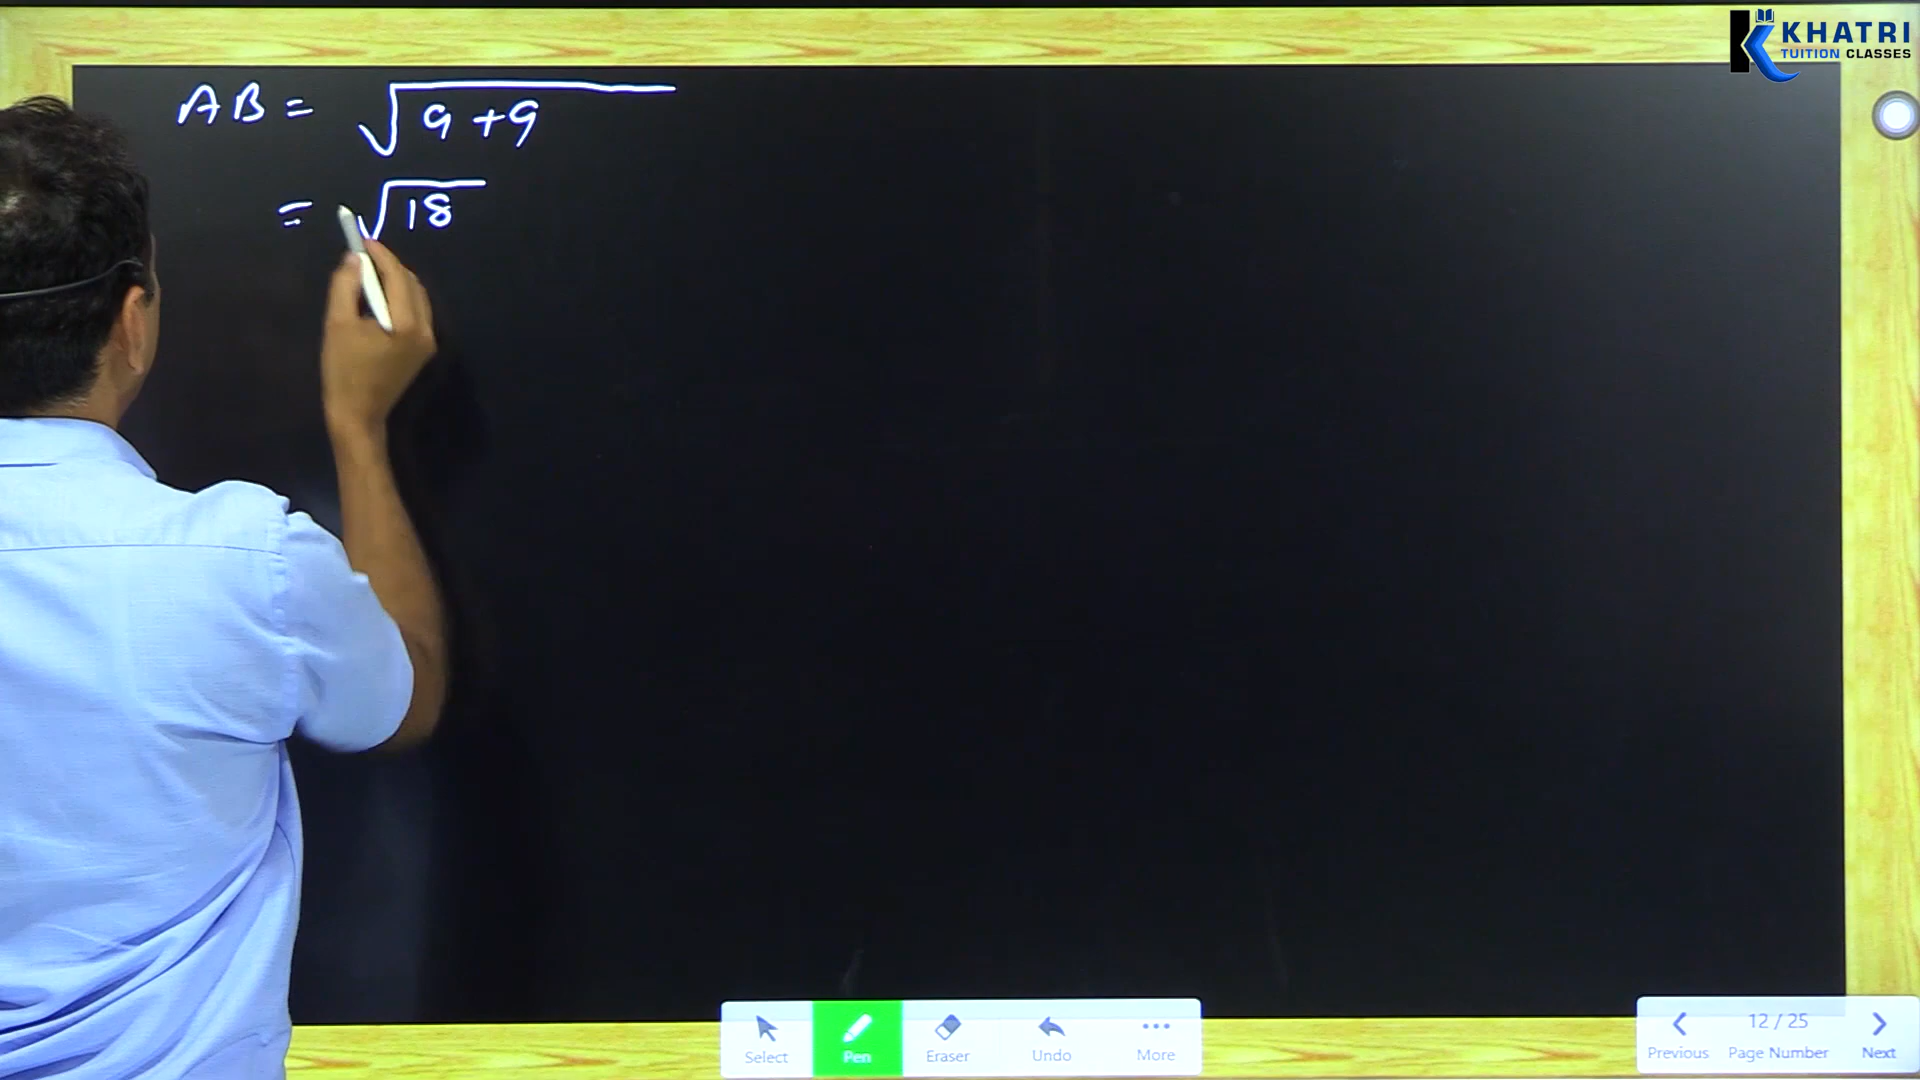 KHATRI
TUITION CLASSES
AB = √9+9
= √18
Select Pen Eraser Undo More
12 / 25
Previous Page Number Next